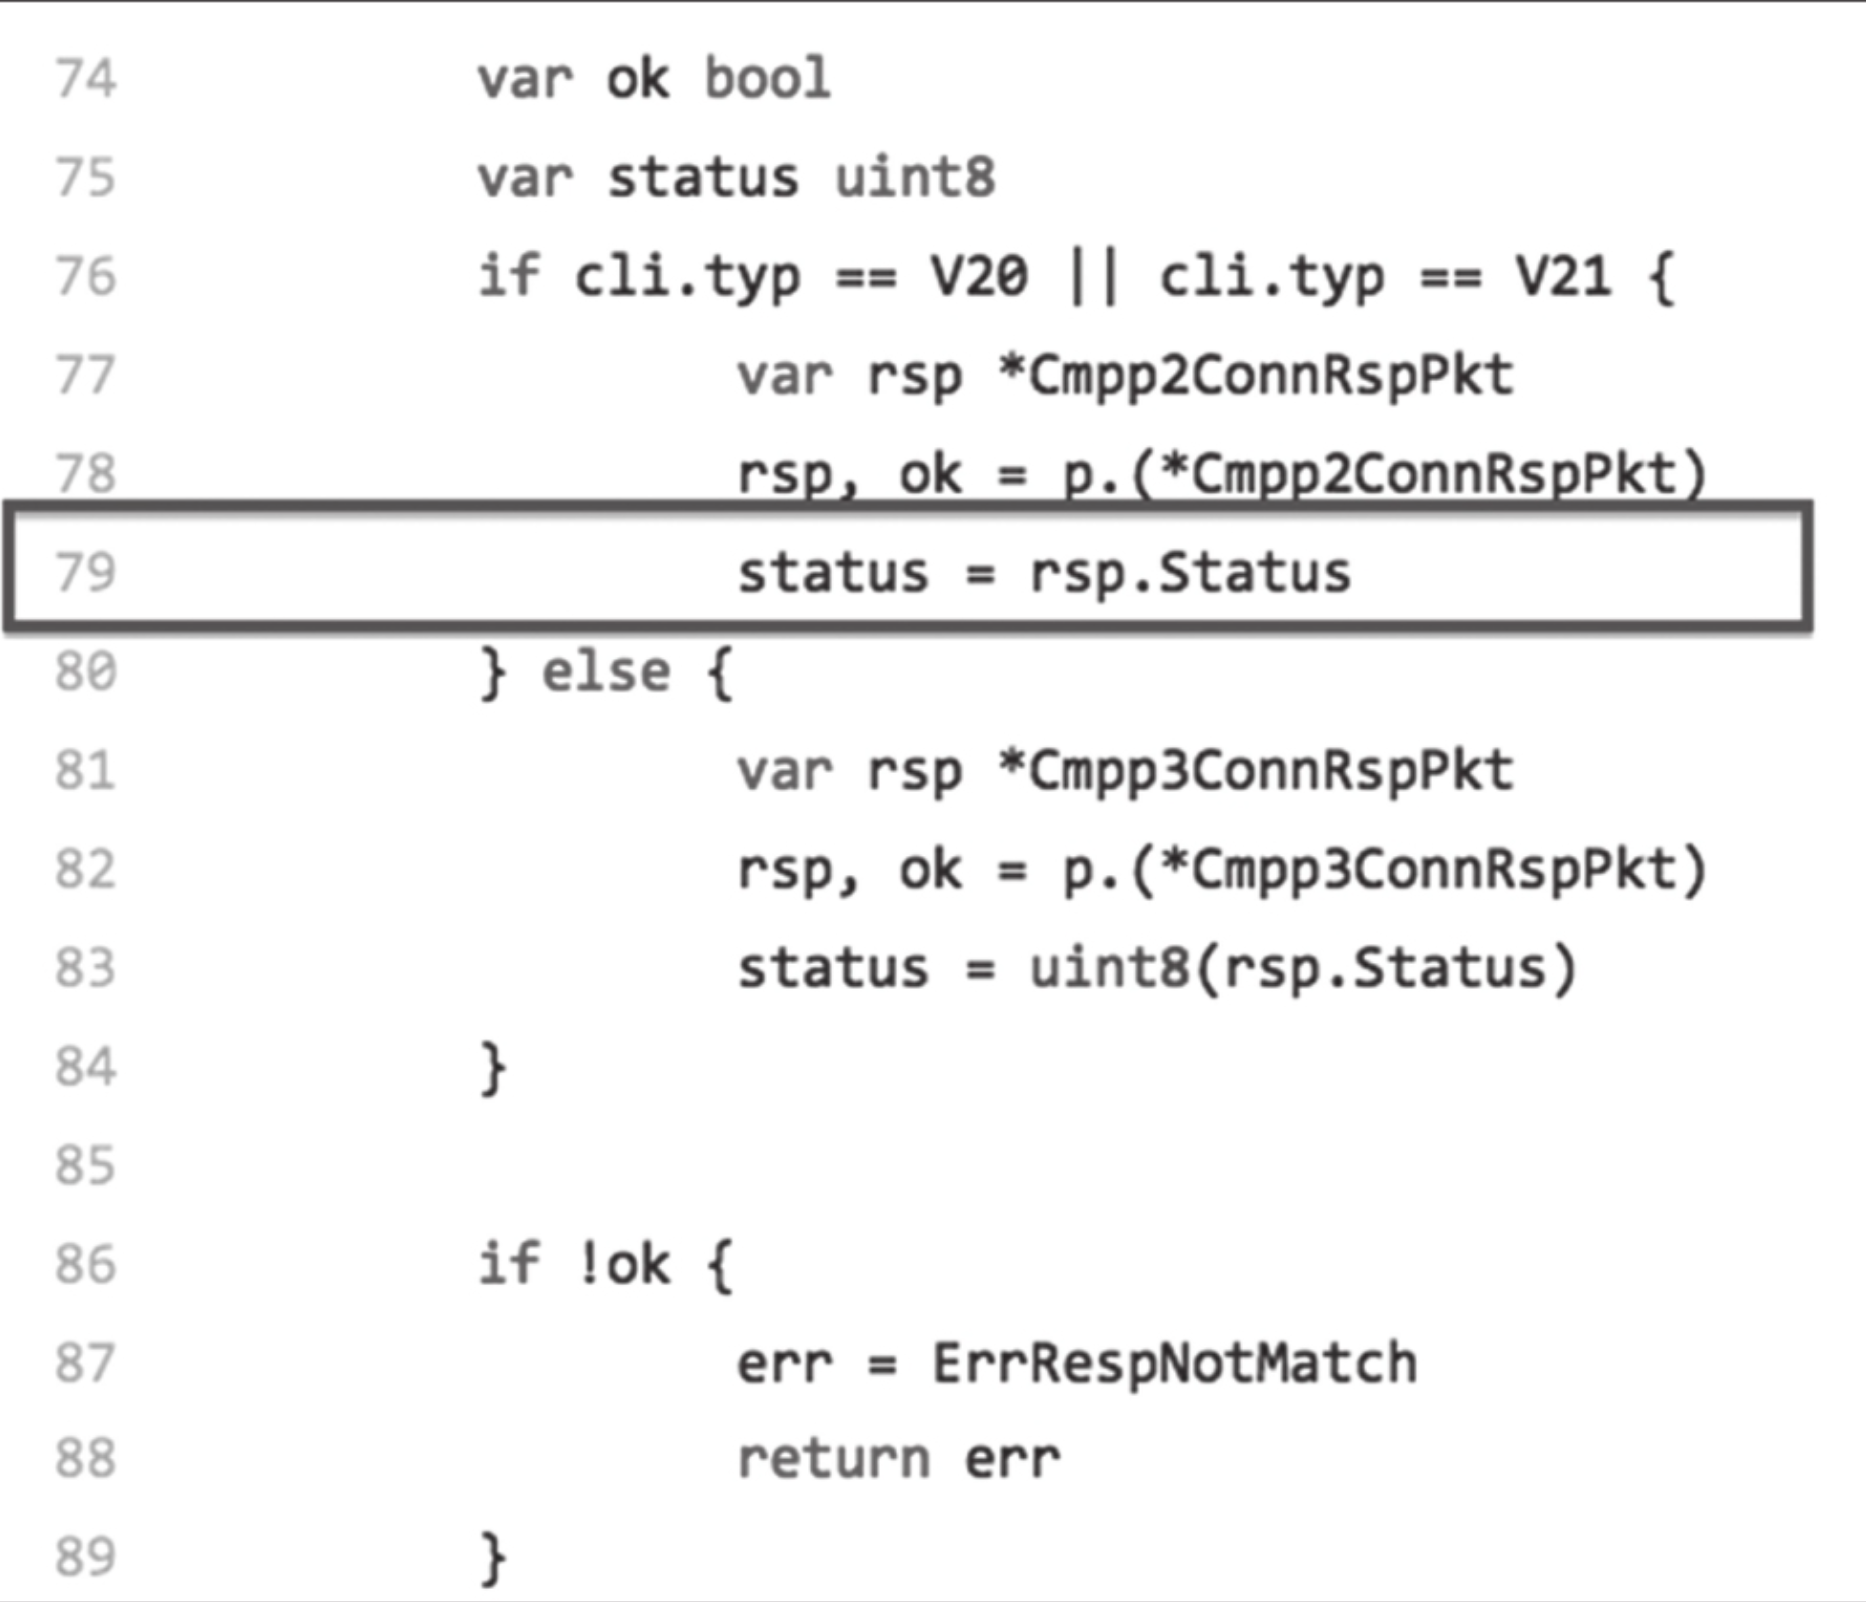 74 var ok bool
75 var status uint8
76 if cli.typ == V20 || cli.typ == V21 {
77 var rsp *Cmpp2ConnRspPkt
78 rsp, ok = p.(*Cmpp2ConnRspPkt)
79 status = rsp.Status
80 } else {
81 var rsp *Cmpp3ConnRspPkt
82 rsp, ok = p.(*Cmpp3ConnRspPkt)
83 status = uint8(rsp.Status)
84 }
85
86 if !ok {
87 err = ErrRespNotMatch
88 return err
89 }